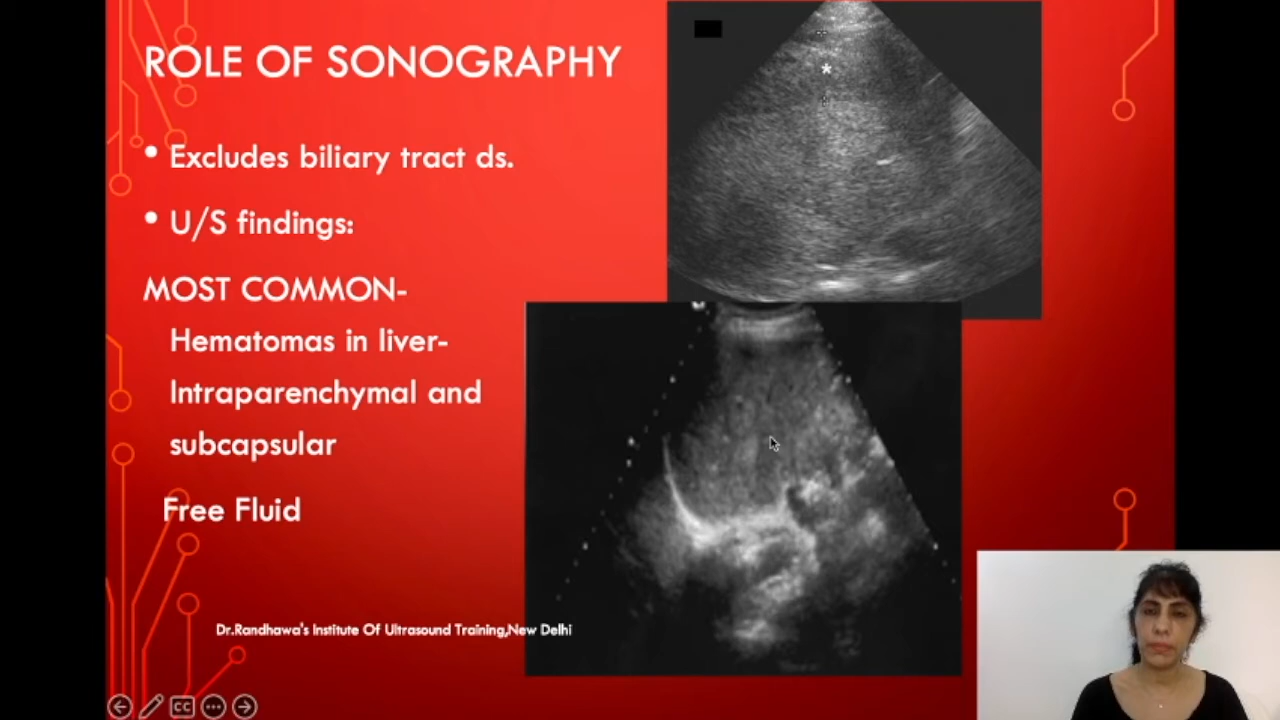 ROLE OF SONOGRAPHY
• Excludes biliary tract ds.
• U/S findings:
MOST COMMON-
Hematomas in liver-
Intraparenchymal and
subcapsular
Free Fluid
Dr.Randhawa's Institute Of Ultrasound Training,New Delhi
CC
*